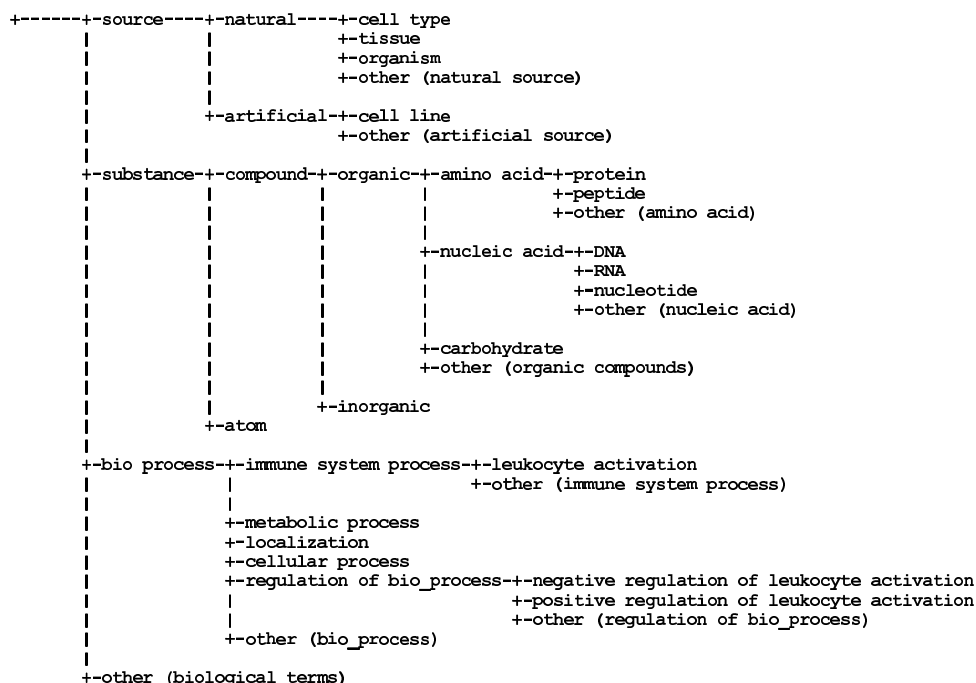 +------+-source----+-natural----+-cell type
| | +-tissue
| | +-organism
| | +-other (natural source)
| |
| +-artificial-+-cell line
| +-other (artificial source)
|
+-substance-+-compound-+-organic-+-amino acid-+-protein
| | | | +-peptide
| | | | +-other (amino acid)
| | | |
| | | +-nucleic acid-+-DNA
| | | | +-RNA
| | | | +-nucleotide
| | | | +-other (nucleic acid)
| | | |
| | | +-carbohydrate
| | | +-other (organic compounds)
| | |
| | +-inorganic
| +-atom
|
+-bio process-+-immune system process-+-leukocyte activation
| | +-other (immune system process)
| |
| +-metabolic process
| +-localization
| +-cellular process
| +-regulation of bio_process-+-negative regulation of leukocyte activation
| | +-positive regulation of leukocyte activation
| | +-other (regulation of bio_process)
| +-other (bio_process)
|
+-other (biological terms)